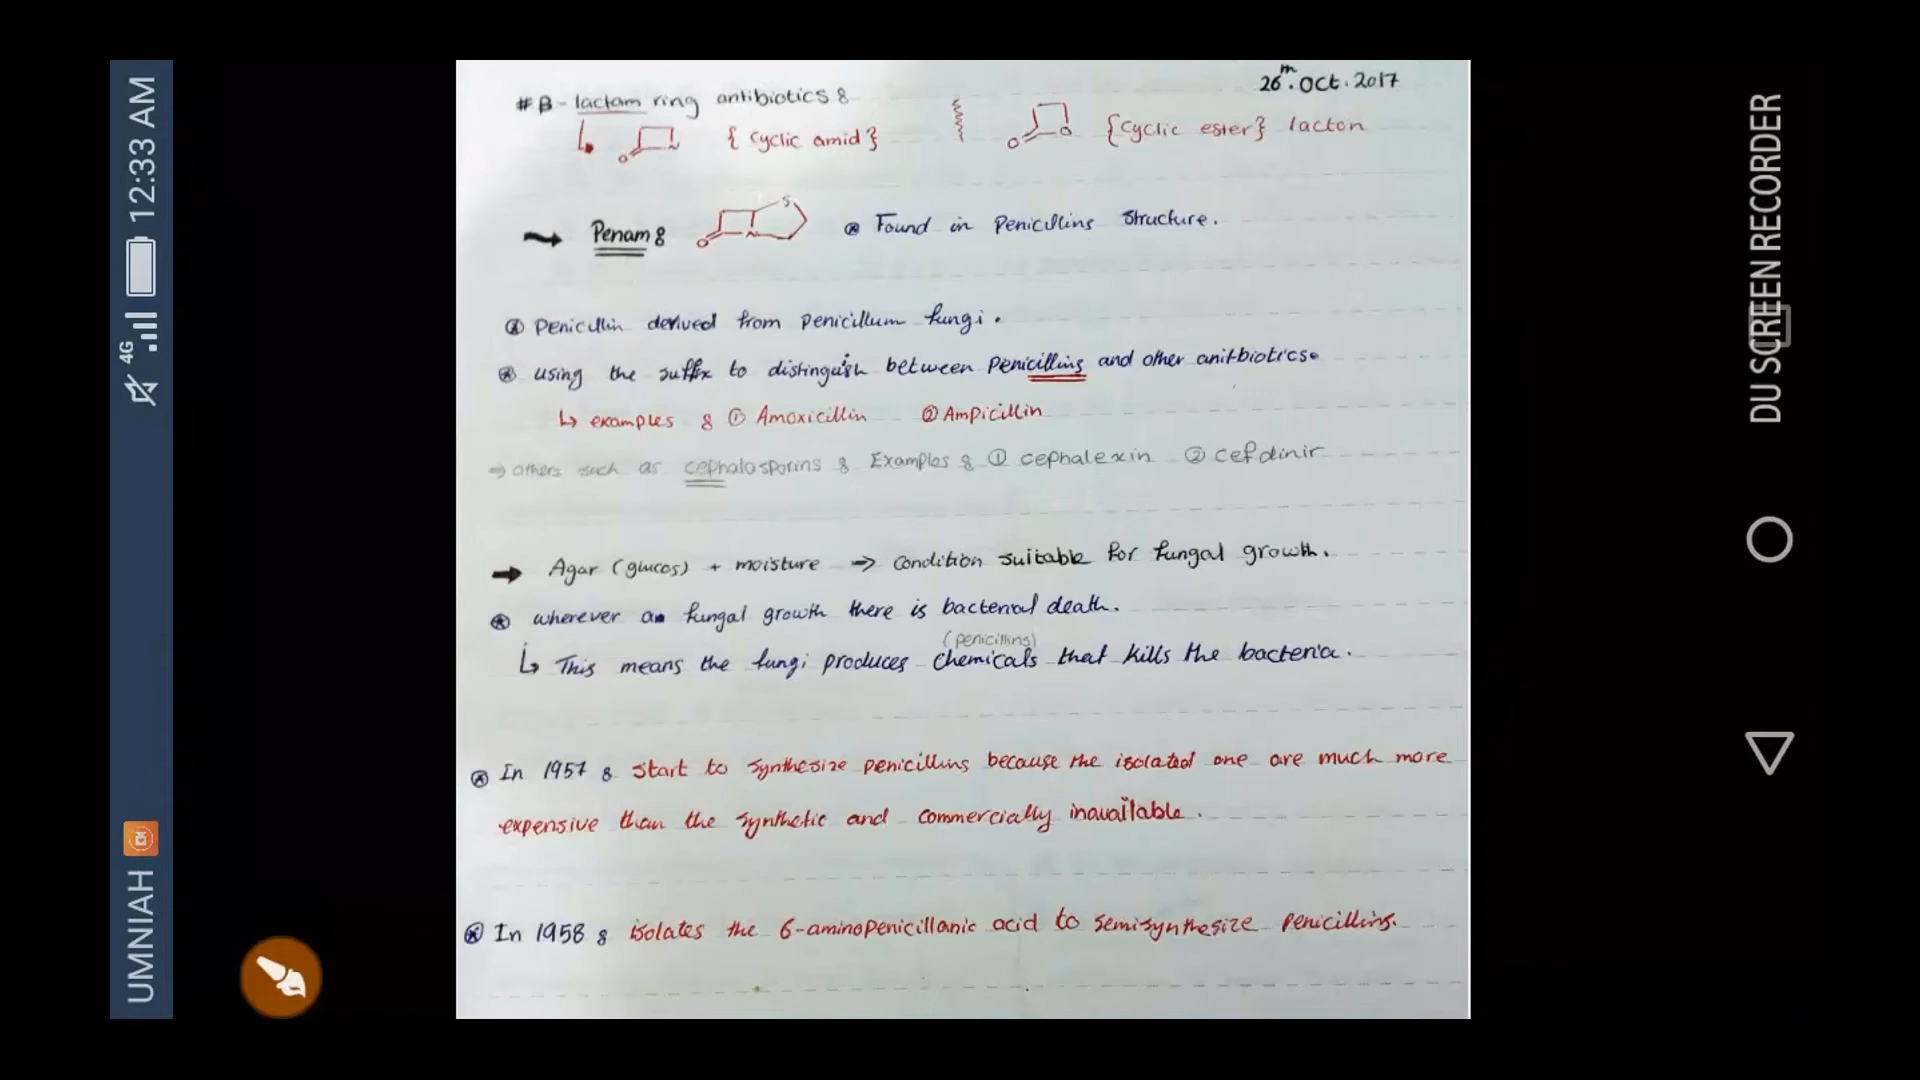 26th. Oct. 2017
# B - lactam ring antibiotics :
O N { cyclic amid }
O O {cyclic ester} lacton
Penam : O N S Found in penicillins structure.
Penicillin derived from penicillum fungi.
using the suffix to distinguish between penicillins and other anitbiotics.
examples : ① Amoxicillin ② Ampicillin
⇒ others such as cephalosporins : Examples : ① cephalexin ② cefdinir
→ Agar (glucos) + moisture → condition suitable for fungal growth.
wherever a fungal growth there is bacterial death.
(penicillins)
↳ This means the fungi produces chemicals that kills the bacteria.
In 1957 : start to synthesize penicillins because the isolated one are much more
expensive than the synthetic and commercially inavailable.
In 1958 : isolates the 6-aminopenicillanic acid to semisynthesize penicillins.
12:33 AM
4G
UMNIAH
DU SCREEN RECORDER